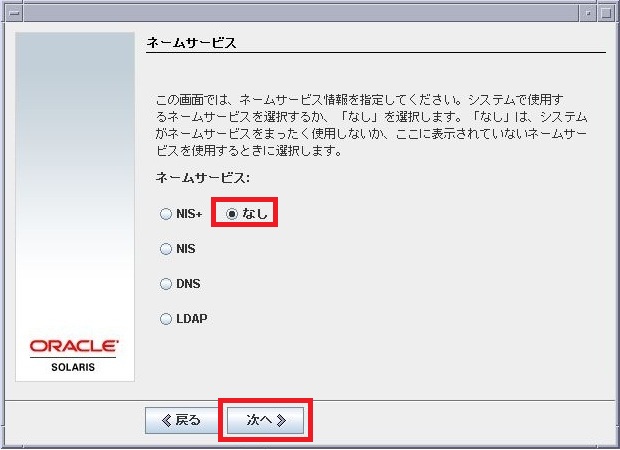 ネームサービス
この画面では、ネームサービス情報を指定してください。システムで使用す
るネームサービスを選択するか、「なし」を選択します。「なし」は、システム
がネームサービスをまったく使用しないか、ここに表示されていないネームサー
ビスを使用するときに選択します。
ネームサービス:
NIS+ なし
NIS
DNS
LDAP
ORACLE
SOLARIS
戻る 次へ